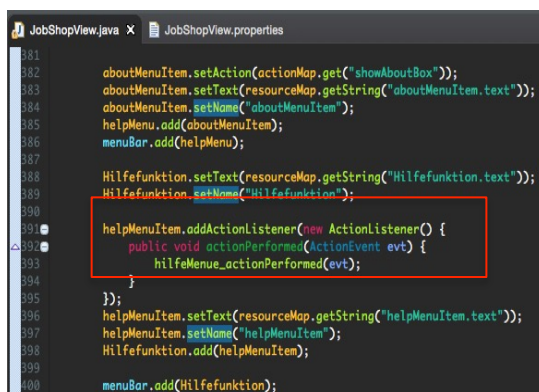 JobShopView.java X JobShopView.properties
381
382 aboutMenuItem.setAction(actionMap.get("showAboutBox"));
383 aboutMenuItem.setText(resourceMap.getString("aboutMenuItem.text"));
384 aboutMenuItem.setName("aboutMenuItem");
385 helpMenu.add(aboutMenuItem);
386 menuBar.add(helpMenu);
387
388 Hilfefunktion.setText(resourceMap.getString("Hilfefunktion.text"));
389 Hilfefunktion.setName("Hilfefunktion");
390
391 helpMenuItem.addActionListener(new ActionListener() {
392 public void actionPerformed(ActionEvent evt) {
393 hilfeMenue_actionPerformed(evt);
394 }
395 });
396 helpMenuItem.setText(resourceMap.getString("helpMenuItem.text"));
397 helpMenuItem.setName("helpMenuItem");
398 Hilfefunktion.add(helpMenuItem);
399
400 menuBar.add(Hilfefunktion);